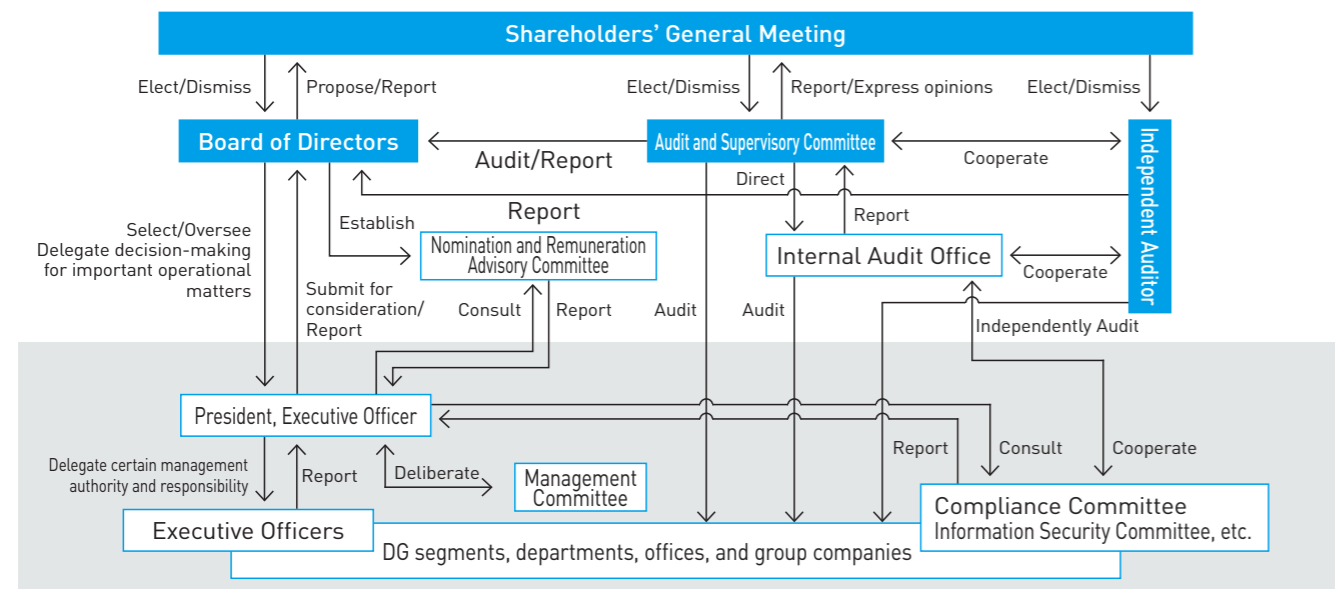 Shareholders’ General Meeting
Elect/Dismiss
Propose/Report
Elect/Dismiss
Report/Express opinions
Elect/Dismiss
Board of Directors
Audit and Supervisory Committee
Independent Auditor
Audit/Report
Cooperate
Direct
Report
Report
Establish
Select/Oversee
Delegate decision-making
for important operational
matters
Nomination and Remuneration
Advisory Committee
Internal Audit Office
Cooperate
Submit for
consideration/
Report
Consult
Report
Audit
Audit
Independently Audit
President, Executive Officer
Delegate certain management
authority and responsibility
Report
Deliberate
Management
Committee
Report
Consult
Cooperate
Compliance Committee
Information Security Committee, etc.
Executive Officers
DG segments, departments, offices, and group companies